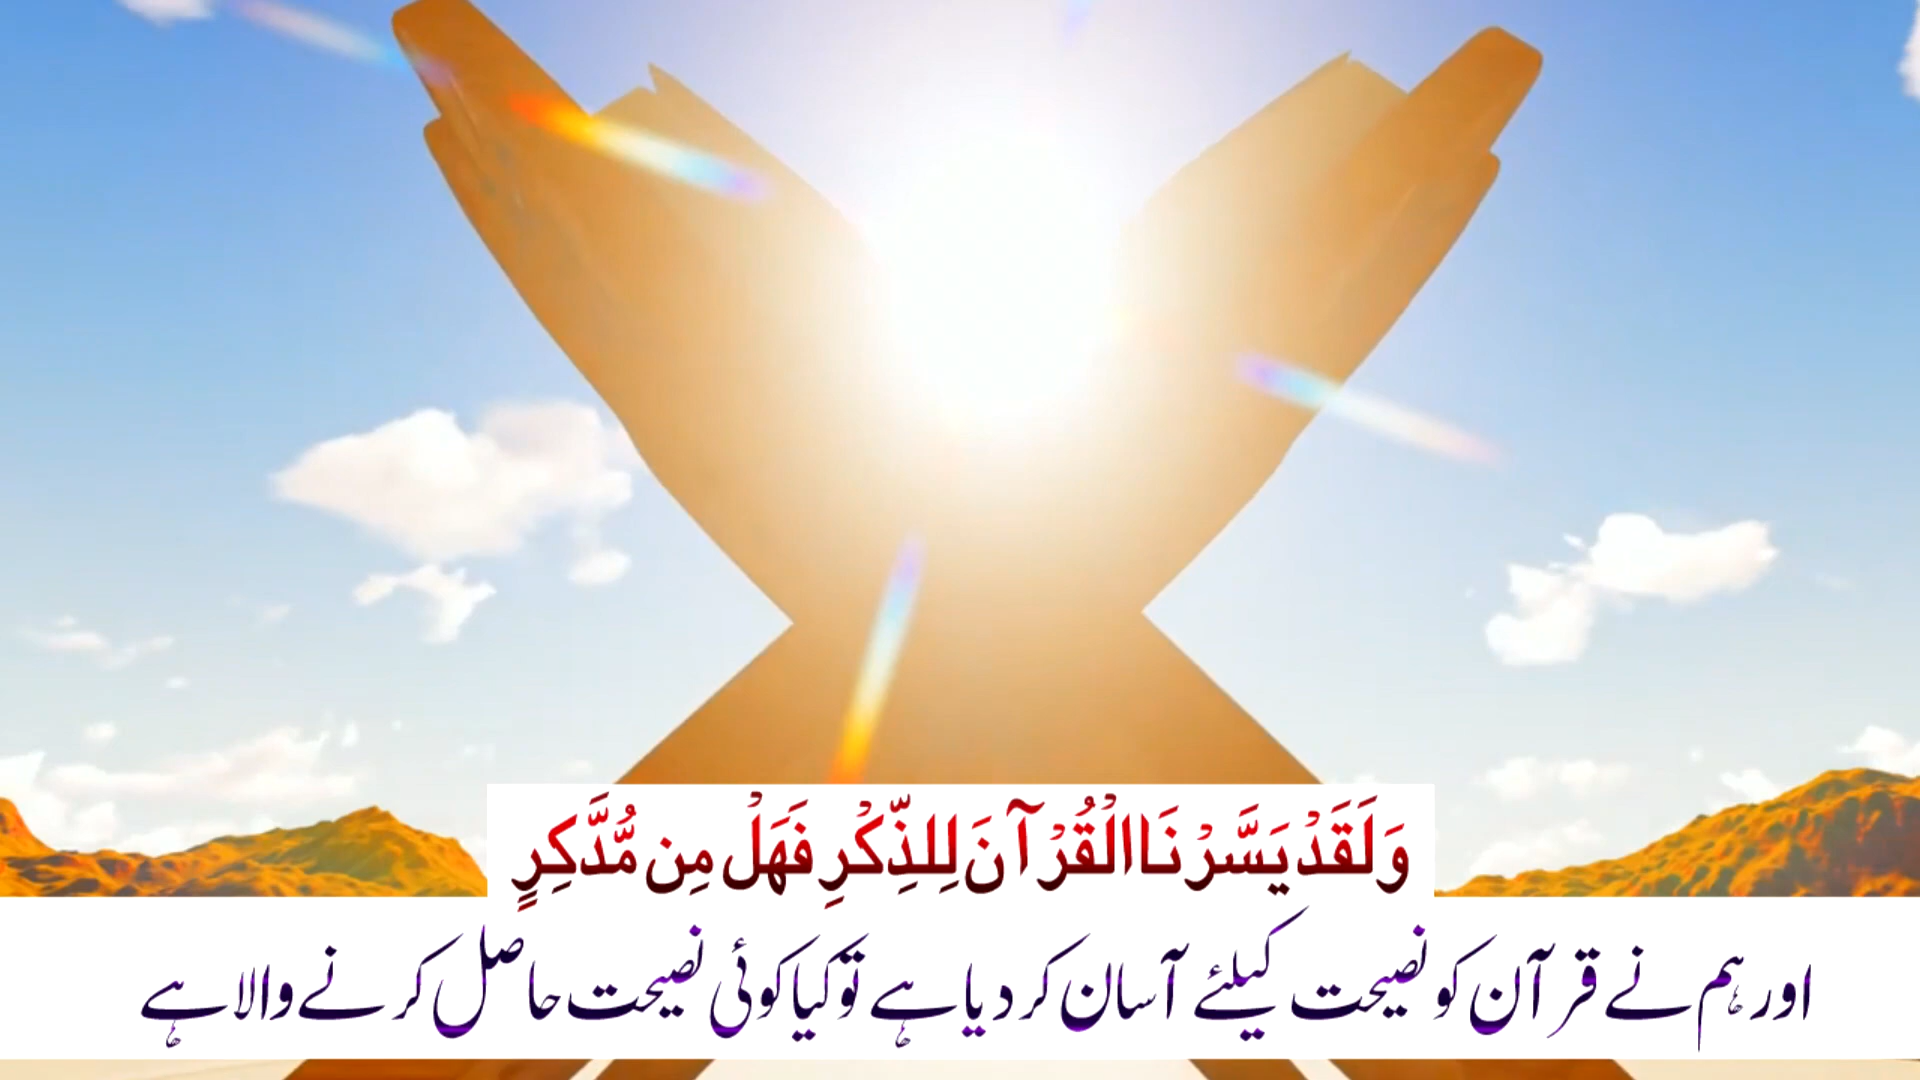 وَلَقَدْ يَسَّرْنَا الْقُرْآنَ لِلذِّكْرِ فَهَلْ مِن مُّدَّكِرٍ
اور ہم نے قرآن کو نصیحت کیلئے آسان کر دیا ہے تو کیا کوئی نصیحت حاصل کرنے والا ہے